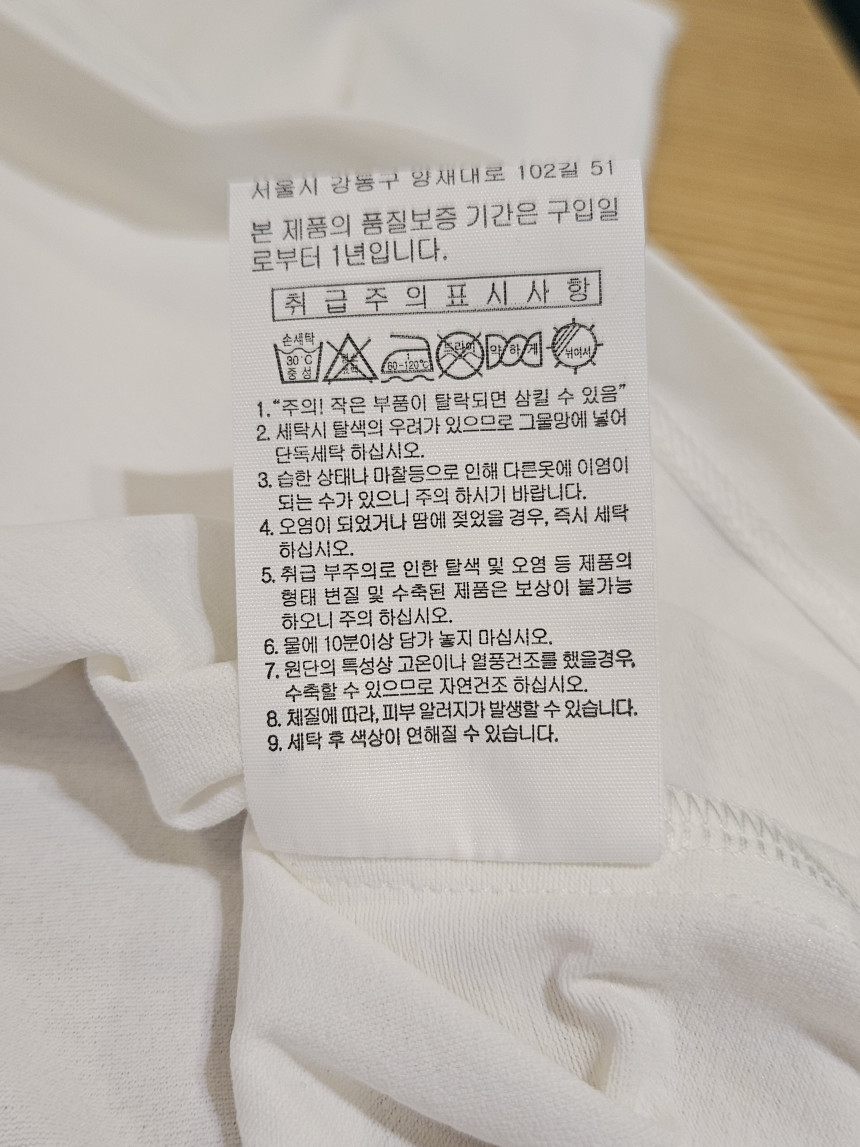 서울시 강동구 양재대로 102길 51
본 제품의 품질보증 기간은 구입일
로부터 1년입니다.
취급주의표시사항
손세탁
30℃
중성
80-120℃
드라이
약하게
뉘어서
1. “주의! 작은 부품이 탈락되면 삼킬 수 있음”
2. 세탁시 탈색의 우려가 있으므로 그물망에 넣어
단독세탁 하십시오.
3. 습한 상태나 마찰등으로 인해 다른옷에 이염이
되는 수가 있으니 주의 하시기 바랍니다.
4. 오염이 되었거나 땀에 젖었을 경우, 즉시 세탁
하십시오.
5. 취급 부주의로 인한 탈색 및 오염 등 제품의
형태 변질 및 수축된 제품은 보상이 불가능
하오니 주의 하십시오.
6. 물에 10분이상 담가 놓지 마십시오.
7. 원단의 특성상 고온이나 열풍건조를 했을경우,
수축할 수 있으므로 자연건조 하십시오.
8. 체질에 따라, 피부 알러지가 발생할 수 있습니다.
9. 세탁 후 색상이 연해질 수 있습니다.